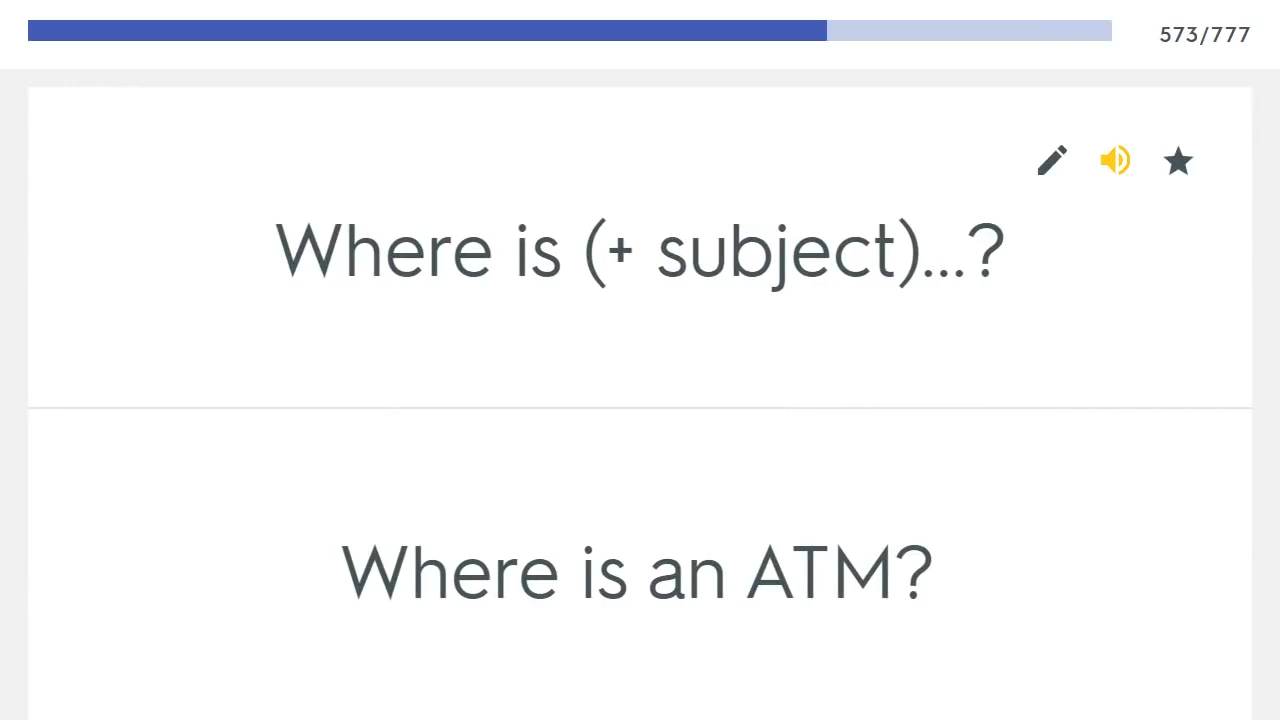 573/777
Where is (+ subject)...?
Where is an ATM?